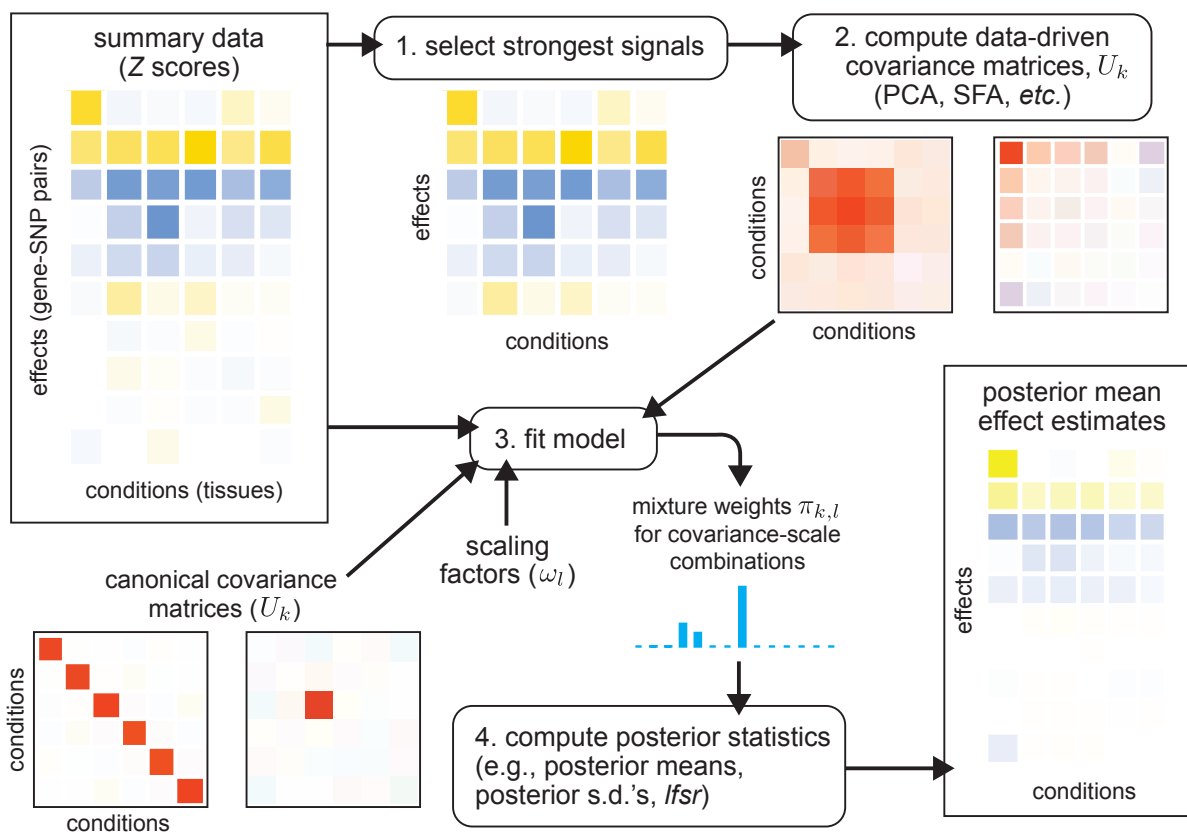 summary data
(Z scores)
effects (gene-SNP pairs)
conditions (tissues)
1. select strongest signals
effects
conditions
2. compute data-driven
covariance matrices, U_k
(PCA, SFA, etc.)
conditions
conditions
3. fit model
scaling
factors (ω_l)
canonical covariance
matrices (U_k)
conditions
conditions
mixture weights π_{k,l}
for covariance-scale
combinations
4. compute posterior statistics
(e.g., posterior means,
posterior s.d.'s, lfsr)
posterior mean
effect estimates
effects
conditions